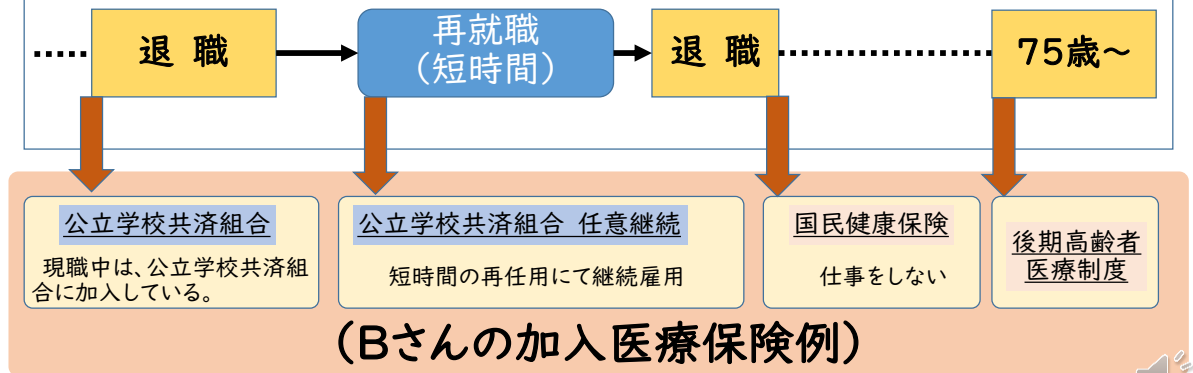 退 職
再就職
（短時間）
退 職
75歳～
公立学校共済組合
現職中は、公立学校共済組
合に加入している。
公立学校共済組合 任意継続
短時間の再任用にて継続雇用
国民健康保険
仕事をしない
後期高齢者
医療制度
（Bさんの加入医療保険例）